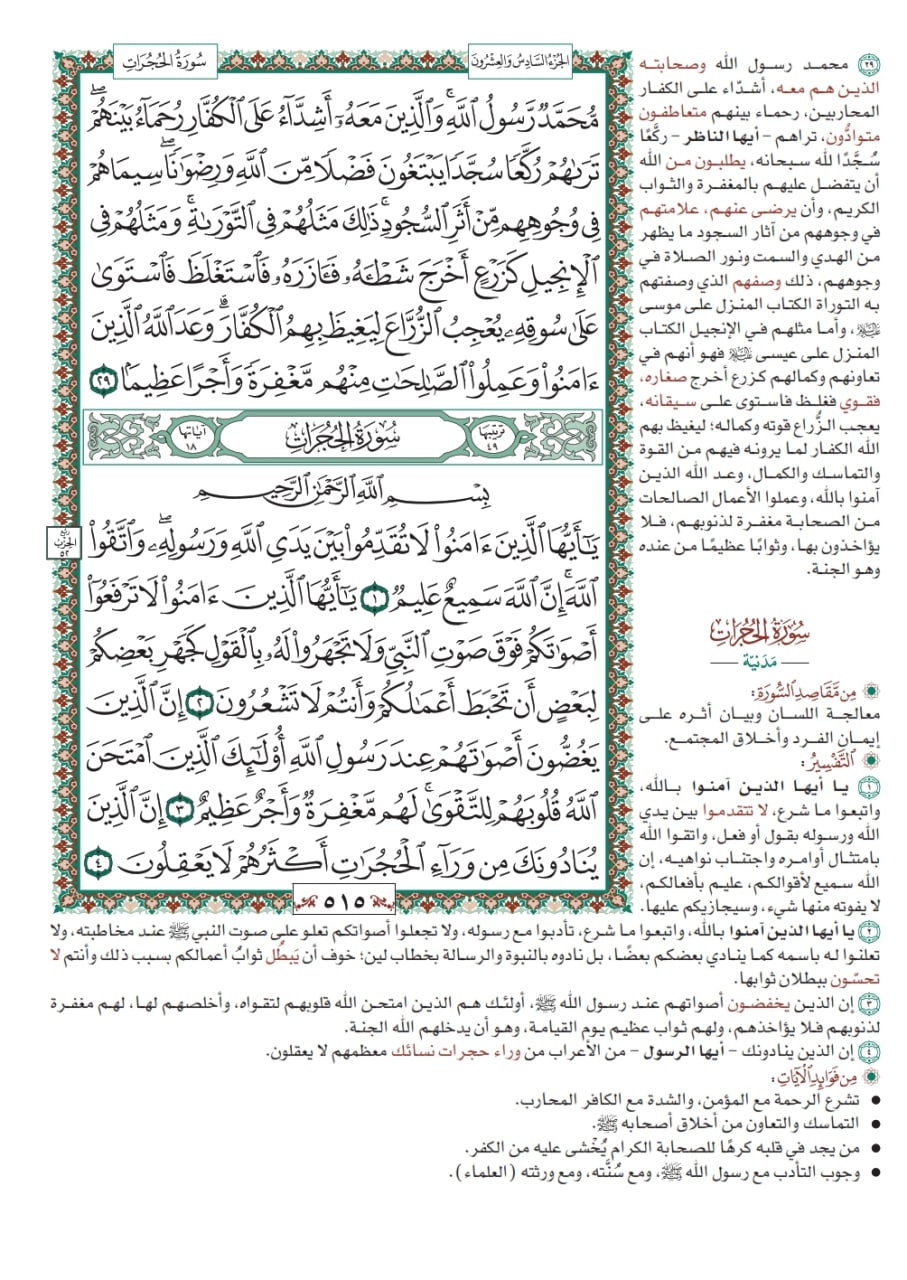 سُورَةُ الحُجُرَاتِ
الجُزْءُ السَّادِسُ وَالعِشْرُونَ
مُّحَمَّدٌ رَّسُولُ ٱللَّهِۚ وَٱلَّذِينَ مَعَهُۥٓ أَشِدَّآءُ عَلَى ٱلۡكُفَّارِ رُحَمَآءُ بَيۡنَهُمۡۖ
تَرَىٰهُمۡ رُكَّعٗا سُجَّدٗا يَبۡتَغُونَ فَضۡلٗا مِّنَ ٱللَّهِ وَرِضۡوَٰنٗاۖ سِيمَاهُمۡ
فِي وُجُوهِهِم مِّنۡ أَثَرِ ٱلسُّجُودِۚ ذَٰلِكَ مَثَلُهُمۡ فِي ٱلتَّوۡرَىٰةِۚ وَمَثَلُهُمۡ فِي
ٱلۡإِنجِيلِ كَزَرۡعٍ أَخۡرَجَ شَطۡـَٔهُۥ فَـَٔازَرَهُۥ فَٱسۡتَغۡلَظَ فَٱسۡتَوَىٰ
عَلَىٰ سُوقِهِۦ يُعۡجِبُ ٱلزُّرَّاعَ لِيَغِيظَ بِهِمُ ٱلۡكُفَّارَۗ وَعَدَ ٱللَّهُ ٱلَّذِينَ
ءَامَنُواْ وَعَمِلُواْ ٱلصَّٰلِحَٰتِ مِنۡهُم مَّغۡفِرَةٗ وَأَجۡرًا عَظِيمَۢا ٢٩
ترتيبها ٤٩ سُورَةُ الحُجُرَاتِ آياتها ١٨
بِسۡمِ ٱللَّهِ ٱلرَّحۡمَٰنِ ٱلرَّحِيمِ
يَٰٓأَيُّهَا ٱلَّذِينَ ءَامَنُواْ لَا تُقَدِّمُواْ بَيۡنَ يَدَيِ ٱللَّهِ وَرَسُولِهِۦۖ وَٱتَّقُواْ
ٱللَّهَۚ إِنَّ ٱللَّهَ سَمِيعٌ عَلِيمٞ ١ يَٰٓأَيُّهَا ٱلَّذِينَ ءَامَنُواْ لَا تَرۡفَعُوٓاْ
أَصۡوَٰتَكُمۡ فَوۡقَ صَوۡتِ ٱلنَّبِيِّ وَلَا تَجۡهَرُواْ لَهُۥ بِٱلۡقَوۡلِ كَجَهۡرِ بَعۡضِكُمۡ
لِبَعۡضٍ أَن تَحۡبَطَ أَعۡمَٰلُكُمۡ وَأَنتُمۡ لَا تَشۡعُرُونَ ٢ إِنَّ ٱلَّذِينَ
يَغُضُّونَ أَصۡوَٰتَهُمۡ عِندَ رَسُولِ ٱللَّهِ أُوْلَٰٓئِكَ ٱلَّذِينَ ٱمۡتَحَنَ
ٱللَّهُ قُلُوبَهُمۡ لِلتَّقۡوَىٰۚ لَهُم مَّغۡفِرَةٞ وَأَجۡرٌ عَظِيمٌ ٣ إِنَّ ٱلَّذِينَ
يُنَادُونَكَ مِن وَرَآءِ ٱلۡحُجُرَٰتِ أَكۡثَرُهُمۡ لَا يَعۡقِلُونَ ٤
٥١٥
ربع
الحزب
٥٢
٢٩ محمد رسول الله وصحابته
الذين هم معه، أشدّاء على الكفار
المحاربين، رحماء بينهم متعاطفون
متوادُّون، تراهم – أيها الناظر – ركّعًا
سُجَّدًا لله سبحانه، يطلبون من الله
أن يتفضل عليهم بالمغفرة والثواب
الكريم، وأن يرضى عنهم، علامتهم
في وجوههم من آثار السجود ما يظهر
من الهدي والسمت ونور الصلاة في
وجوههم، ذلك وصفهم الذي وصفتهم
به التوراة الكتاب المنزل على موسى
عليه السلام، وأما مثلهم في الإنجيل الكتاب
المنزل على عيسى عليه السلام فهو أنهم في
تعاونهم وكمالهم كزرع أخرج صغاره،
فقوي فغلظ فاستوى على سيقانه،
يعجب الزُّراع قوته وكماله؛ ليغيظ بهم
الله الكفار لما يرونه فيهم من القوة
والتماسك والكمال، وعد الله الذين
آمنوا بالله، وعملوا الأعمال الصالحات
من الصحابة مغفرة لذنوبهم، فلا
يؤاخذون بها، وثوابًا عظيمًا من عنده
وهو الجنة.
سُورَةُ الحُجُرَاتِ
— مَدَنيّة —
مِن مَّقَاصِدِ السُّورَةِ:
معالجة اللسان وبيان أثره على
إيمان الفرد وأخلاق المجتمع.
التَّفْسِيرُ:
١ يا أيها الذين آمنوا بالله،
واتبعوا ما شرع، لا تتقدموا بين يدي
الله ورسوله بقول أو فعل، واتقوا الله
بامتثال أوامره واجتناب نواهيه، إن
الله سميع لأقوالكم، عليم بأفعالكم،
لا يفوته منها شيء، وسيجازيكم عليها.
٢ يا أيها الذين آمنوا بالله، واتبعوا ما شرع، تأدبوا مع رسوله، ولا تجعلوا أصواتكم تعلو على صوت النبي ﷺ عند مخاطبته، ولا
تعلنوا له باسمه كما ينادي بعضكم بعضًا، بل نادوه بالنبوة والرسالة بخطاب لين؛ خوف أن يَبطُل ثوابُ أعمالكم بسبب ذلك وأنتم لا
تحسّون ببطلان ثوابها.
٣ إن الذين يخفضون أصواتهم عند رسول الله ﷺ، أولئك هم الذين امتحن الله قلوبهم لتقواه، وأخلصهم لها، لهم مغفرة
لذنوبهم فلا يؤاخذهم، ولهم ثواب عظيم يوم القيامة، وهو أن يدخلهم الله الجنة.
٤ إن الذين ينادونك – أيها الرسول – من الأعراب من وراء حجرات نسائك معظمهم لا يعقلون.
مِن فَوَائِدِ الآيَاتِ:
• تشرع الرحمة مع المؤمن، والشدة مع الكافر المحارب.
• التماسك والتعاون من أخلاق أصحابه ﷺ.
• من يجد في قلبه كرهًا للصحابة الكرام يُخْشى عليه من الكفر.
• وجوب التأدب مع رسول الله ﷺ، ومع سُنَّته، ومع ورثته (العلماء).